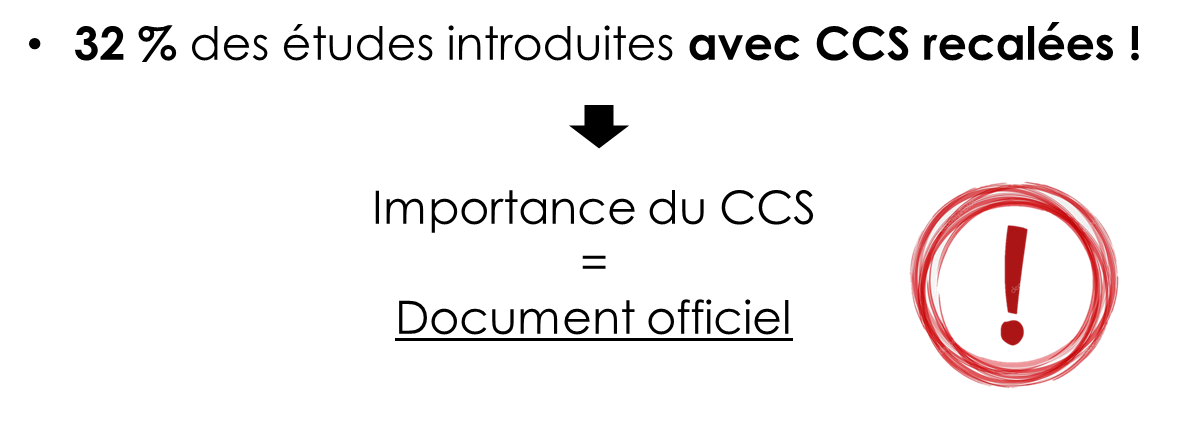 • 32 % des études introduites avec CCS recalées !
Importance du CCS
=
Document officiel